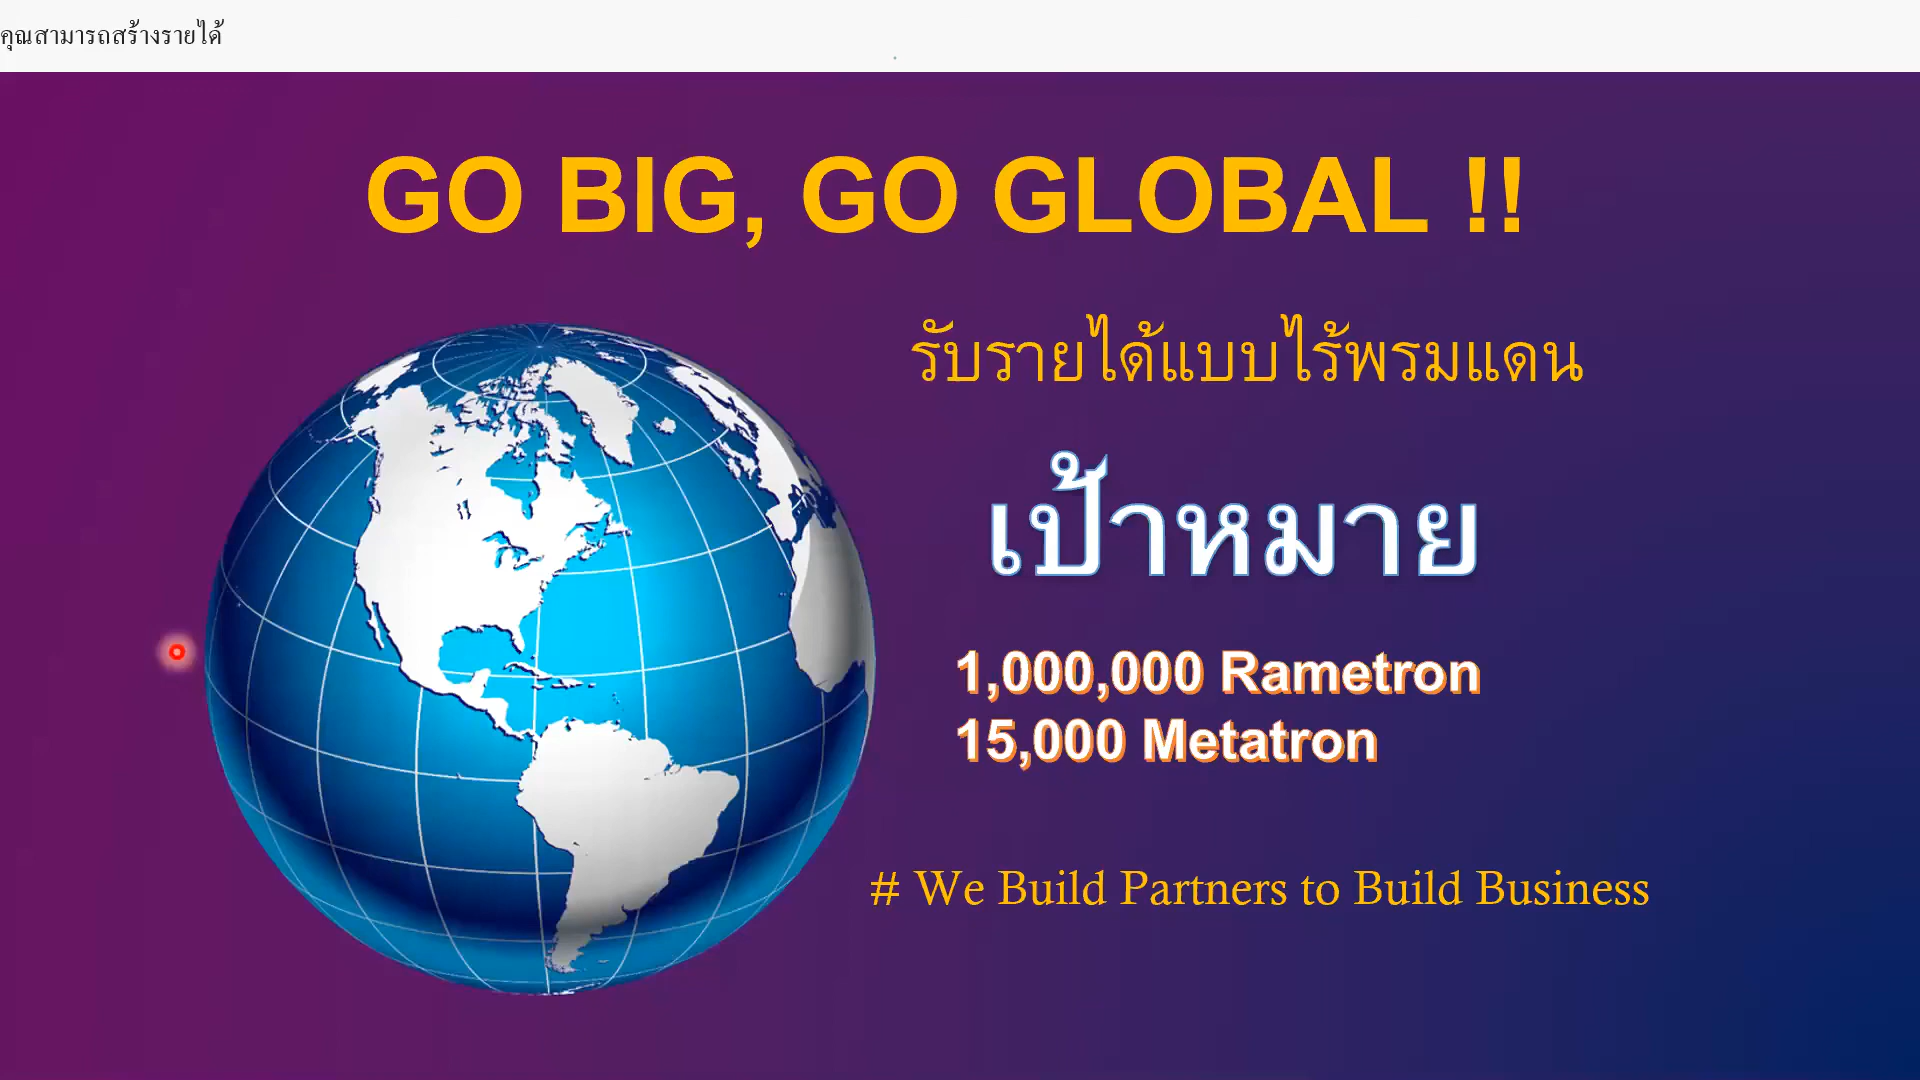 คุณสามารถสร้างรายได้
GO BIG, GO GLOBAL !!
รับรายได้แบบไร้พรมแดน
เป้าหมาย
1,000,000 Rametron
15,000 Metatron
# We Build Partners to Build Business